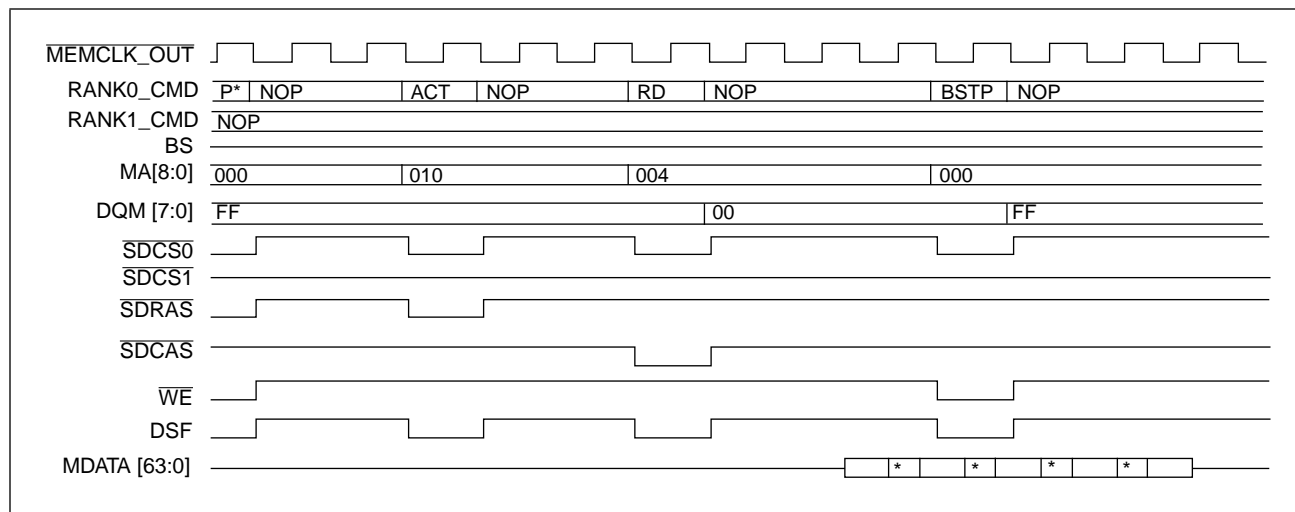 MEMCLK_OUT
RANK0_CMD P* NOP ACT NOP RD NOP BSTP NOP
RANK1_CMD NOP
BS
MA[8:0] 000 010 004 000
DQM [7:0] FF 00 FF
SDCS0
SDCS1
SDRAS
SDCAS
WE
DSF
MDATA [63:0] * * * *